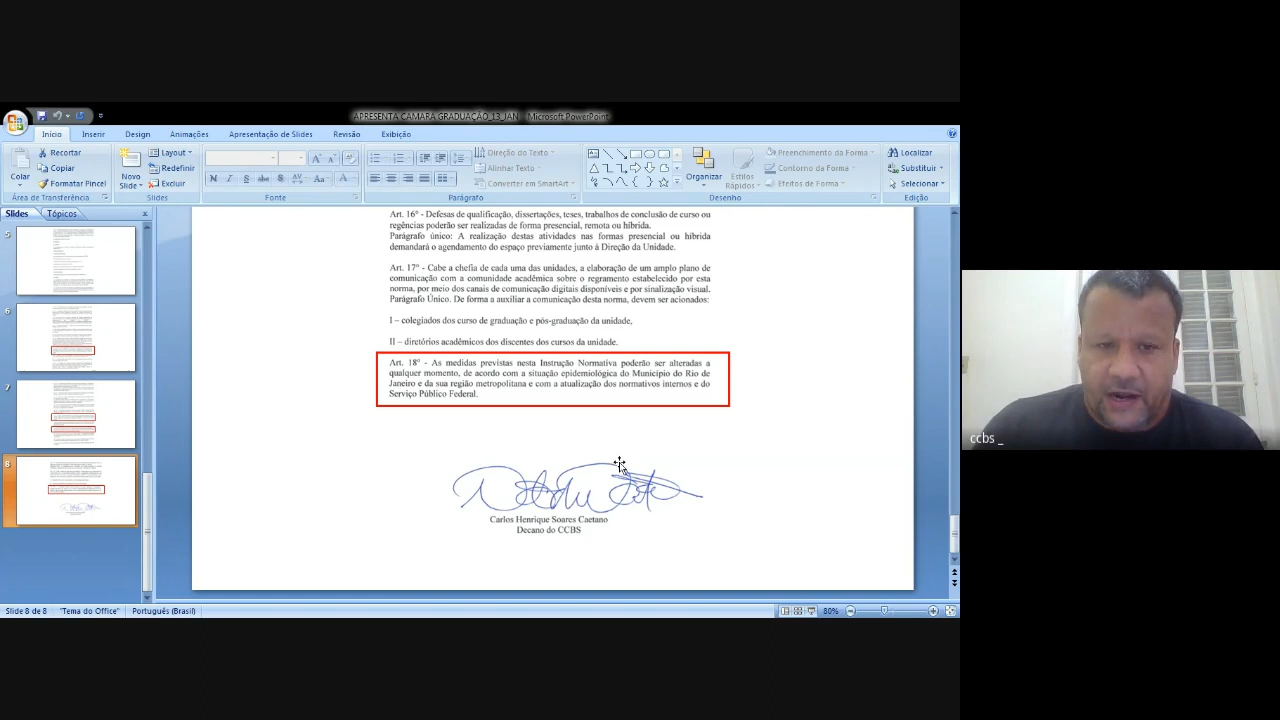 APRESENTA CAMARA GRADUAÇÃO_13_JAN - Microsoft PowerPoint
Início Inserir Design Animações Apresentação de Slides Revisão Exibição
Colar
Recortar
Copiar
Formatar Pincel
Área de Transferência
Novo Slide
Layout
Redefinir
Excluir
Slides
N I S abc S AV Aa A
Fonte
Direção do Texto
Alinhar Texto
Converter em SmartArt
Parágrafo
Organizar
Estilos Rápidos
Preenchimento da Forma
Contorno da Forma
Efeitos de Forma
Desenho
Localizar
Substituir
Selecionar
Edição
Slides Tópicos
5
6
7
8
Art. 16º - Defesas de qualificação, dissertações, teses, trabalhos de conclusão de curso ou
regências poderão ser realizadas de forma presencial, remota ou híbrida.
Parágrafo único: A realização destas atividades nas formas presencial ou híbrida
demandará o agendamento do espaço previamente junto à Direção da Unidade.
Art. 17º - Cabe a chefia de cada uma das unidades, a elaboração de um amplo plano de
comunicação com a comunidade acadêmica sobre o regramento estabelecido por esta
norma, por meio dos canais de comunicação digitais disponíveis e por sinalização visual.
Parágrafo Único. De forma a auxiliar a comunicação desta norma, devem ser acionados:
I – colegiados dos curso de graduação e pós-graduação da unidade,
II – diretórios acadêmicos dos discentes dos cursos da unidade.
Art. 18º - As medidas previstas nesta Instrução Normativa poderão ser alteradas a
qualquer momento, de acordo com a situação epidemiológica do Município do Rio de
Janeiro e da sua região metropolitana e com a atualização dos normativos internos e do
Serviço Público Federal.
Carlos Henrique Soares Caetano
Decano do CCBS
Slide 8 de 8 "Tema do Office" Português (Brasil) 80%
ccbs _